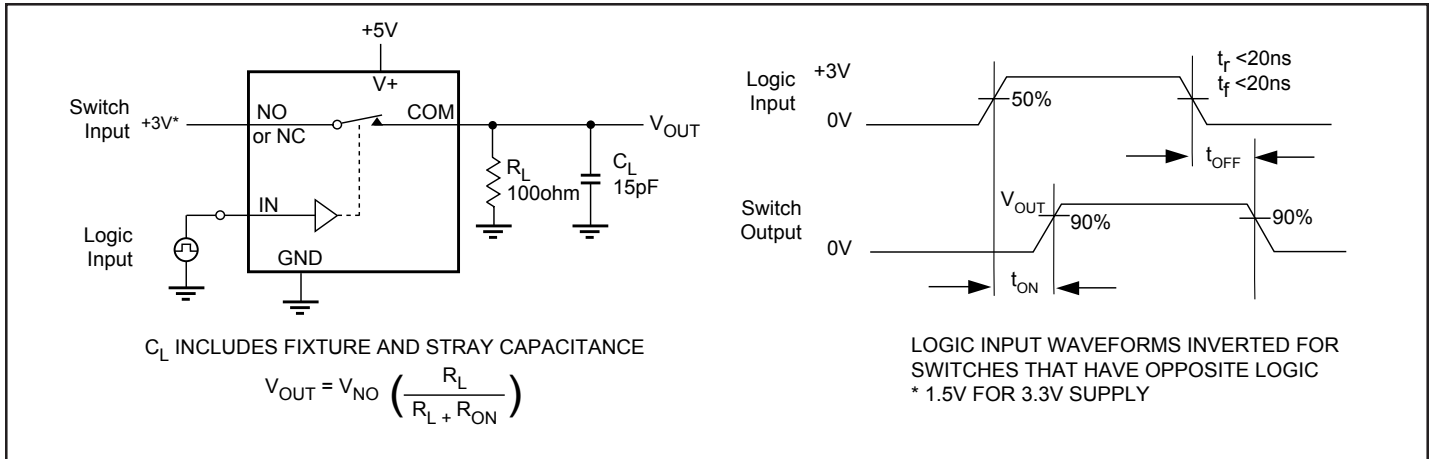 +5V
V+
Switch
Input
+3V*
NO
or NC
COM
VOUT
RL
100ohm
CL
15pF
IN
Logic
Input
GND
CL INCLUDES FIXTURE AND STRAY CAPACITANCE
VOUT = VNO ( RL / RL + RON )
Logic
Input
+3V
0V
50%
tr <20ns
tf <20ns
tOFF
Switch
Output
VOUT
0V
90%
90%
tON
LOGIC INPUT WAVEFORMS INVERTED FOR
SWITCHES THAT HAVE OPPOSITE LOGIC
* 1.5V FOR 3.3V SUPPLY